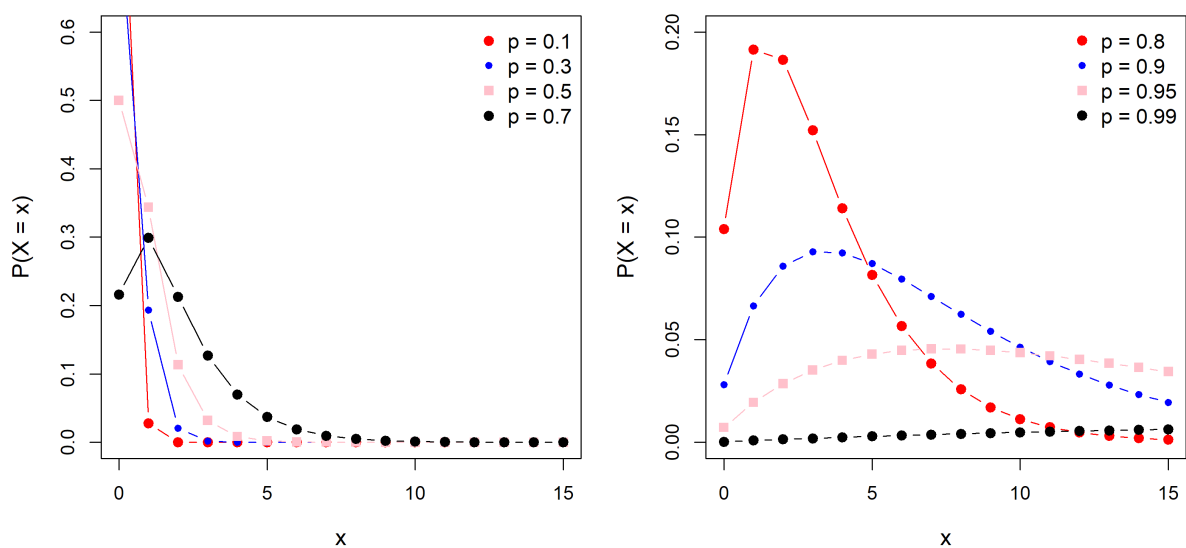 P(X = x)
0.6
0.5
0.4
0.3
0.2
0.1
0.0
p = 0.1
p = 0.3
p = 0.5
p = 0.7
0 5 10 15
x
P(X = x)
0.20
0.15
0.10
0.05
0.00
p = 0.8
p = 0.9
p = 0.95
p = 0.99
0 5 10 15
x